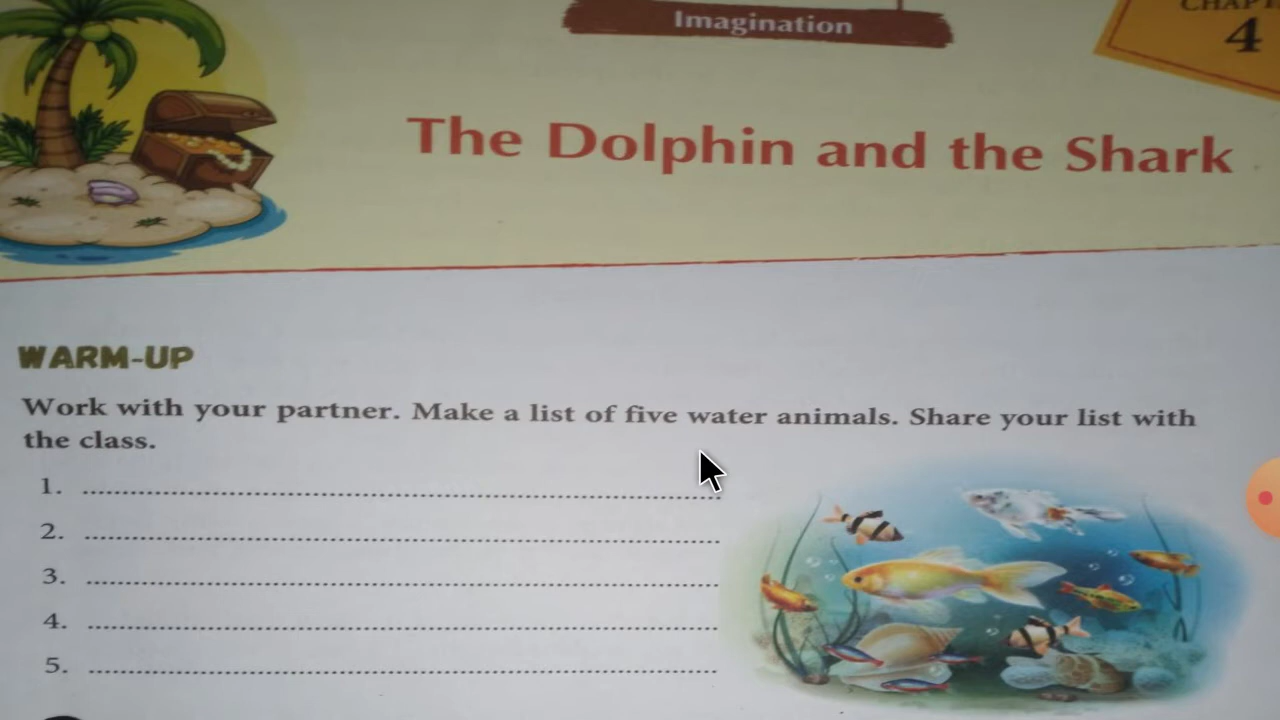 Imagination
4
The Dolphin and the Shark
WARM-UP
Work with your partner. Make a list of five water animals. Share your list with
the class.
1. ........................................................
2. ........................................................
3. ........................................................
4. ........................................................
5. ........................................................